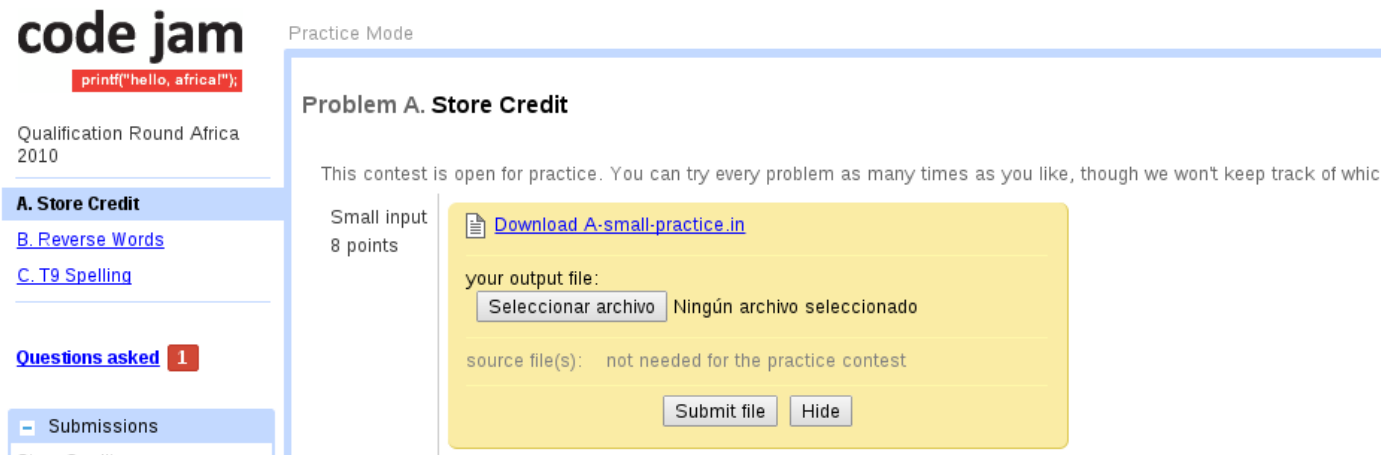 code jam
printf("hello, africa!");
Qualification Round Africa
2010
A. Store Credit
B. Reverse Words
C. T9 Spelling
Questions asked 1
Submissions
Practice Mode
Problem A. Store Credit
This contest is open for practice. You can try every problem as many times as you like, though we won't keep track of whic
Small input
8 points
Download A-small-practice.in
your output file:
Seleccionar archivo Ningún archivo seleccionado
source file(s): not needed for the practice contest
Submit file Hide